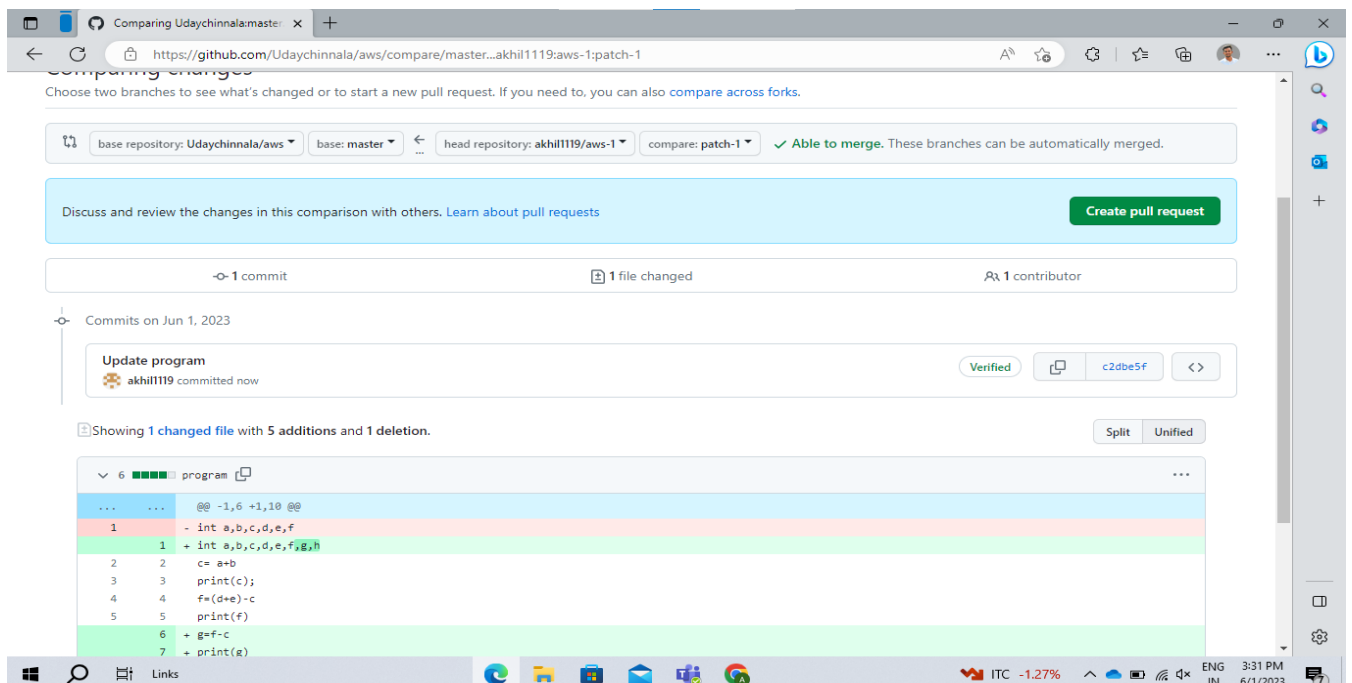 Comparing Udaychinnala:master
https://github.com/Udaychinnala/aws/compare/master...akhil1119:aws-1:patch-1
Comparing changes
Choose two branches to see what's changed or to start a new pull request. If you need to, you can also compare across forks.
base repository: Udaychinnala/aws base: master ← ... head repository: akhil1119/aws-1 compare: patch-1 ✓ Able to merge. These branches can be automatically merged.
Discuss and review the changes in this comparison with others. Learn about pull requests
Create pull request
1 commit
1 file changed
1 contributor
Commits on Jun 1, 2023
Update program
akhil1119 committed now
Verified
c2dbe5f
Showing 1 changed file with 5 additions and 1 deletion.
Split Unified
6 program
... ... @@ -1,6 +1,10 @@
1 - int a,b,c,d,e,f
1 + int a,b,c,d,e,f,g,h
2 2 c= a+b
3 3 print(c);
4 4 f=(d+e)-c
5 5 print(f)
6 + g=f-c
7 + print(g)
Links
ITC -1.27%
ENG
IN
3:31 PM
6/1/2023
7